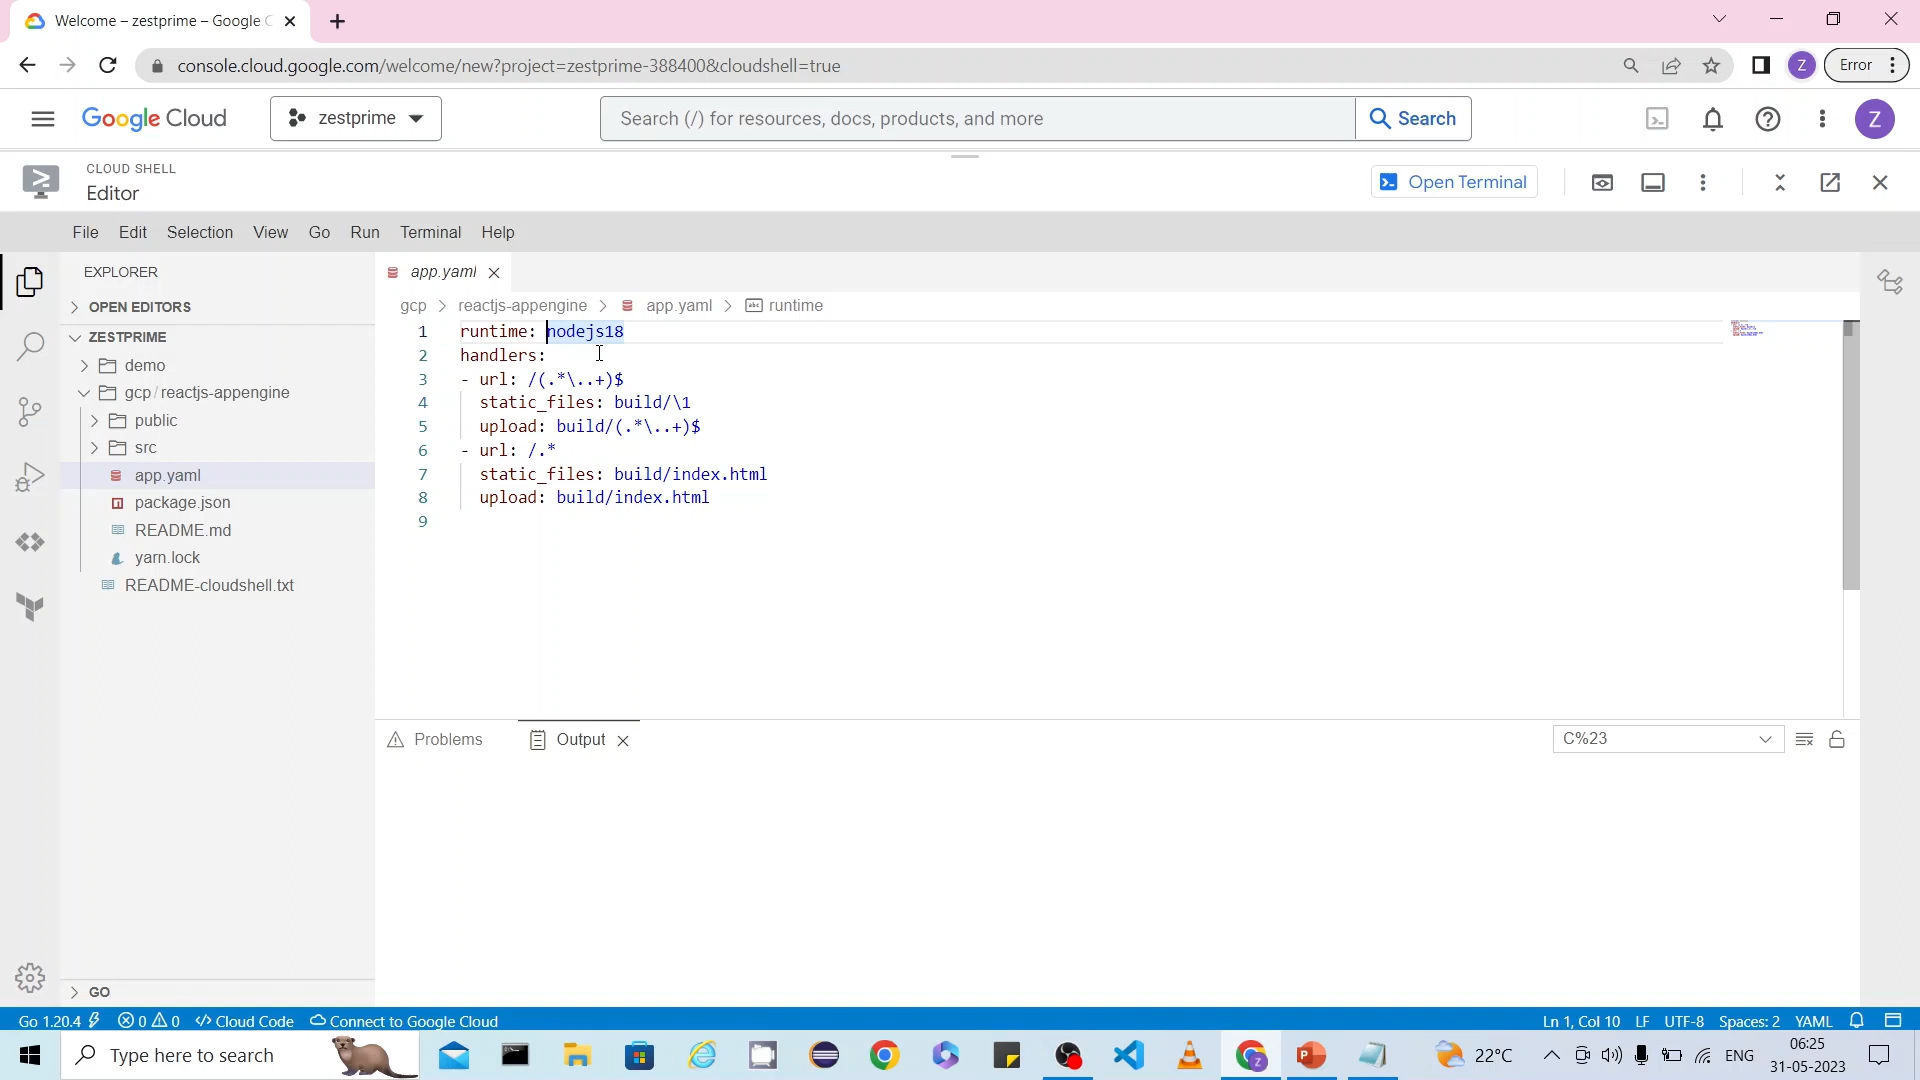 Welcome – zestprime – Google C
console.cloud.google.com/welcome/new?project=zestprime-388400&cloudshell=true
Z
Error
Google Cloud
zestprime
Search (/) for resources, docs, products, and more
Search
Z
CLOUD SHELL
Editor
Open Terminal
File Edit Selection View Go Run Terminal Help
EXPLORER
OPEN EDITORS
ZESTPRIME
demo
gcp / reactjs-appengine
public
src
app.yaml
package.json
README.md
yarn.lock
README-cloudshell.txt
GO
app.yaml
gcp > reactjs-appengine > app.yaml > runtime
1 runtime: nodejs18
2 handlers:
3 - url: /(.*\..+)$
4 static_files: build/\1
5 upload: build/(.*\..+)$
6 - url: /.*
7 static_files: build/index.html
8 upload: build/index.html
9
Problems
Output
C%23
Go 1.20.4
0 0
Cloud Code
Connect to Google Cloud
Ln 1, Col 10 LF UTF-8 Spaces: 2 YAML
Type here to search
22°C
ENG
06:25
31-05-2023